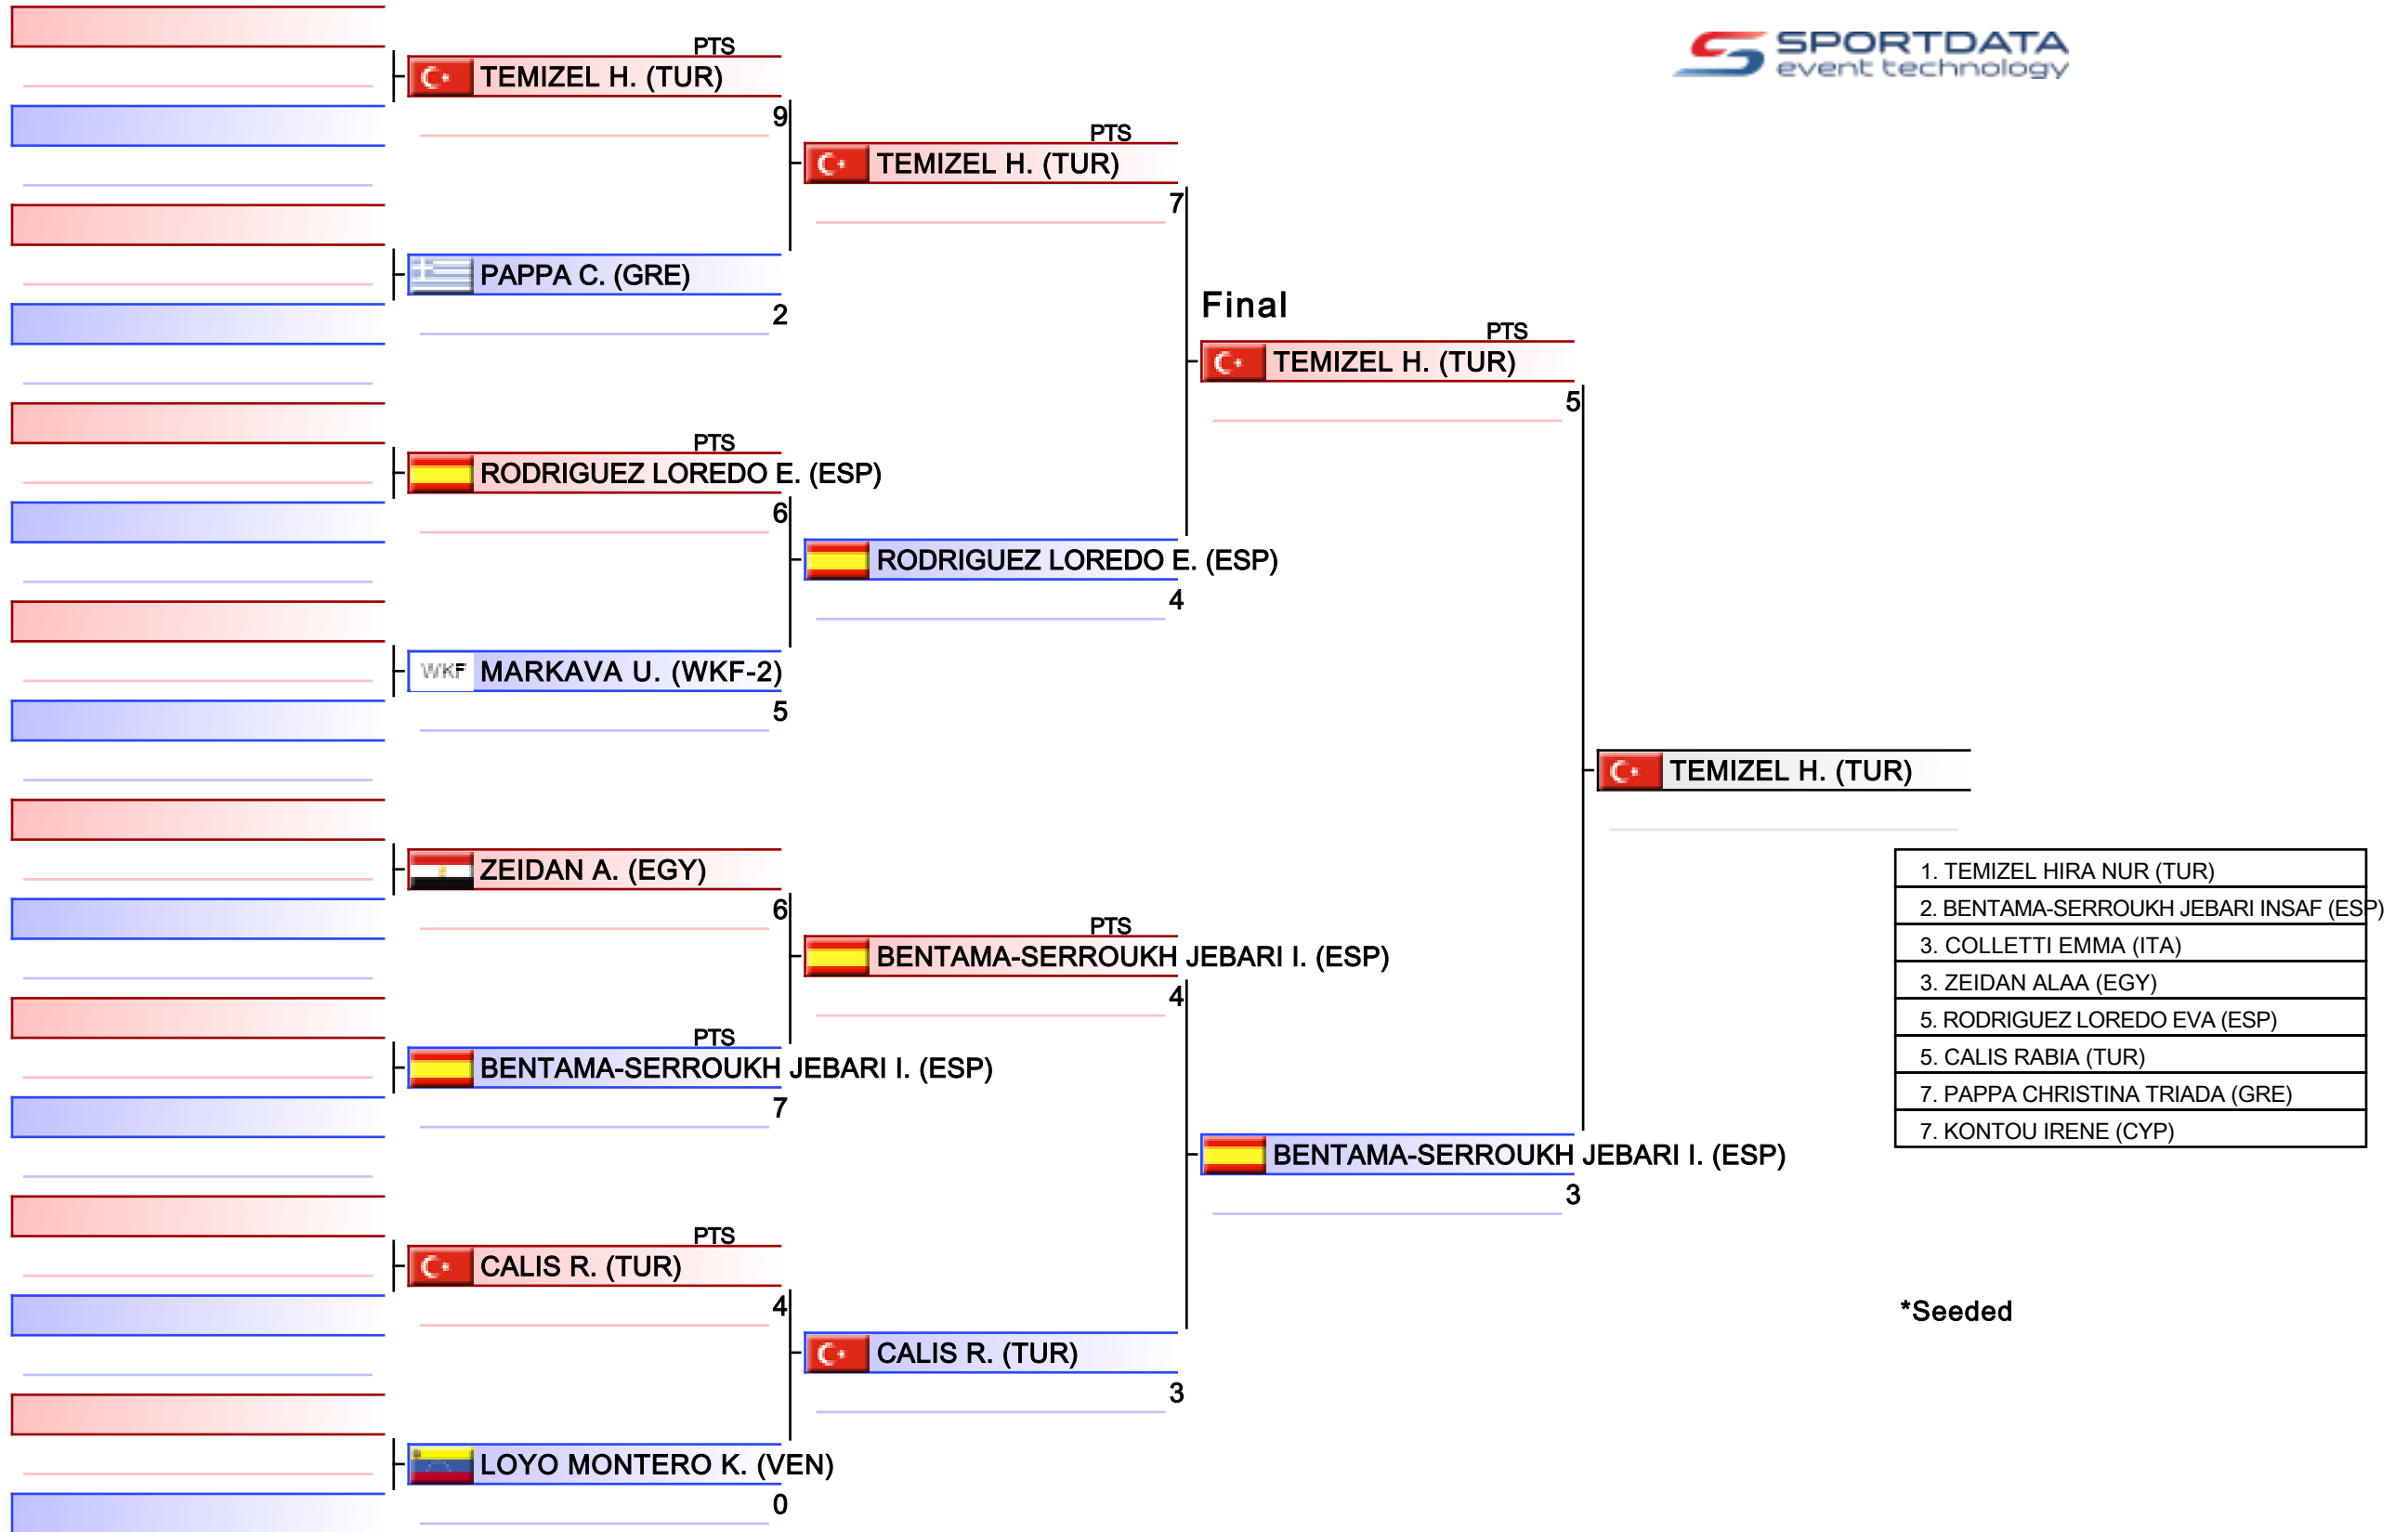 SPORTDATA
event technology
PTS
TEMIZEL H. (TUR)
9
PTS
TEMIZEL H. (TUR)
7
PAPPA C. (GRE)
2
Final
PTS
TEMIZEL H. (TUR)
5
PTS
RODRIGUEZ LOREDO E. (ESP)
6
RODRIGUEZ LOREDO E. (ESP)
4
WKF
MARKAVA U. (WKF-2)
5
TEMIZEL H. (TUR)
ZEIDAN A. (EGY)
6
PTS
BENTAMA-SERROUKH JEBARI I. (ESP)
4
PTS
BENTAMA-SERROUKH JEBARI I. (ESP)
7
BENTAMA-SERROUKH JEBARI I. (ESP)
3
PTS
CALIS R. (TUR)
4
CALIS R. (TUR)
3
LOYO MONTERO K. (VEN)
0
1. TEMIZEL HIRA NUR (TUR)
2. BENTAMA-SERROUKH JEBARI INSAF (ESP)
3. COLLETTI EMMA (ITA)
3. ZEIDAN ALAA (EGY)
5. RODRIGUEZ LOREDO EVA (ESP)
5. CALIS RABIA (TUR)
7. PAPPA CHRISTINA TRIADA (GRE)
7. KONTOU IRENE (CYP)
*Seeded